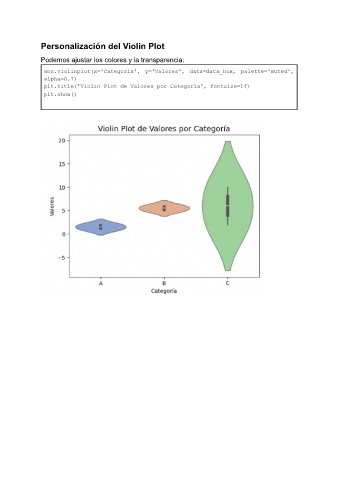 Personalización del Violin Plot
Podemos ajustar los colores y la transparencia:
sns.violinplot(x='Categoría', y='Valores', data=data_box, palette='muted',
alpha=0.7)
plt.title('Violin Plot de Valores por Categoría', fontsize=14)
plt.show()
Violin Plot de Valores por Categoría
20
15
10
5
0
−5
Valores
A B C
Categoría